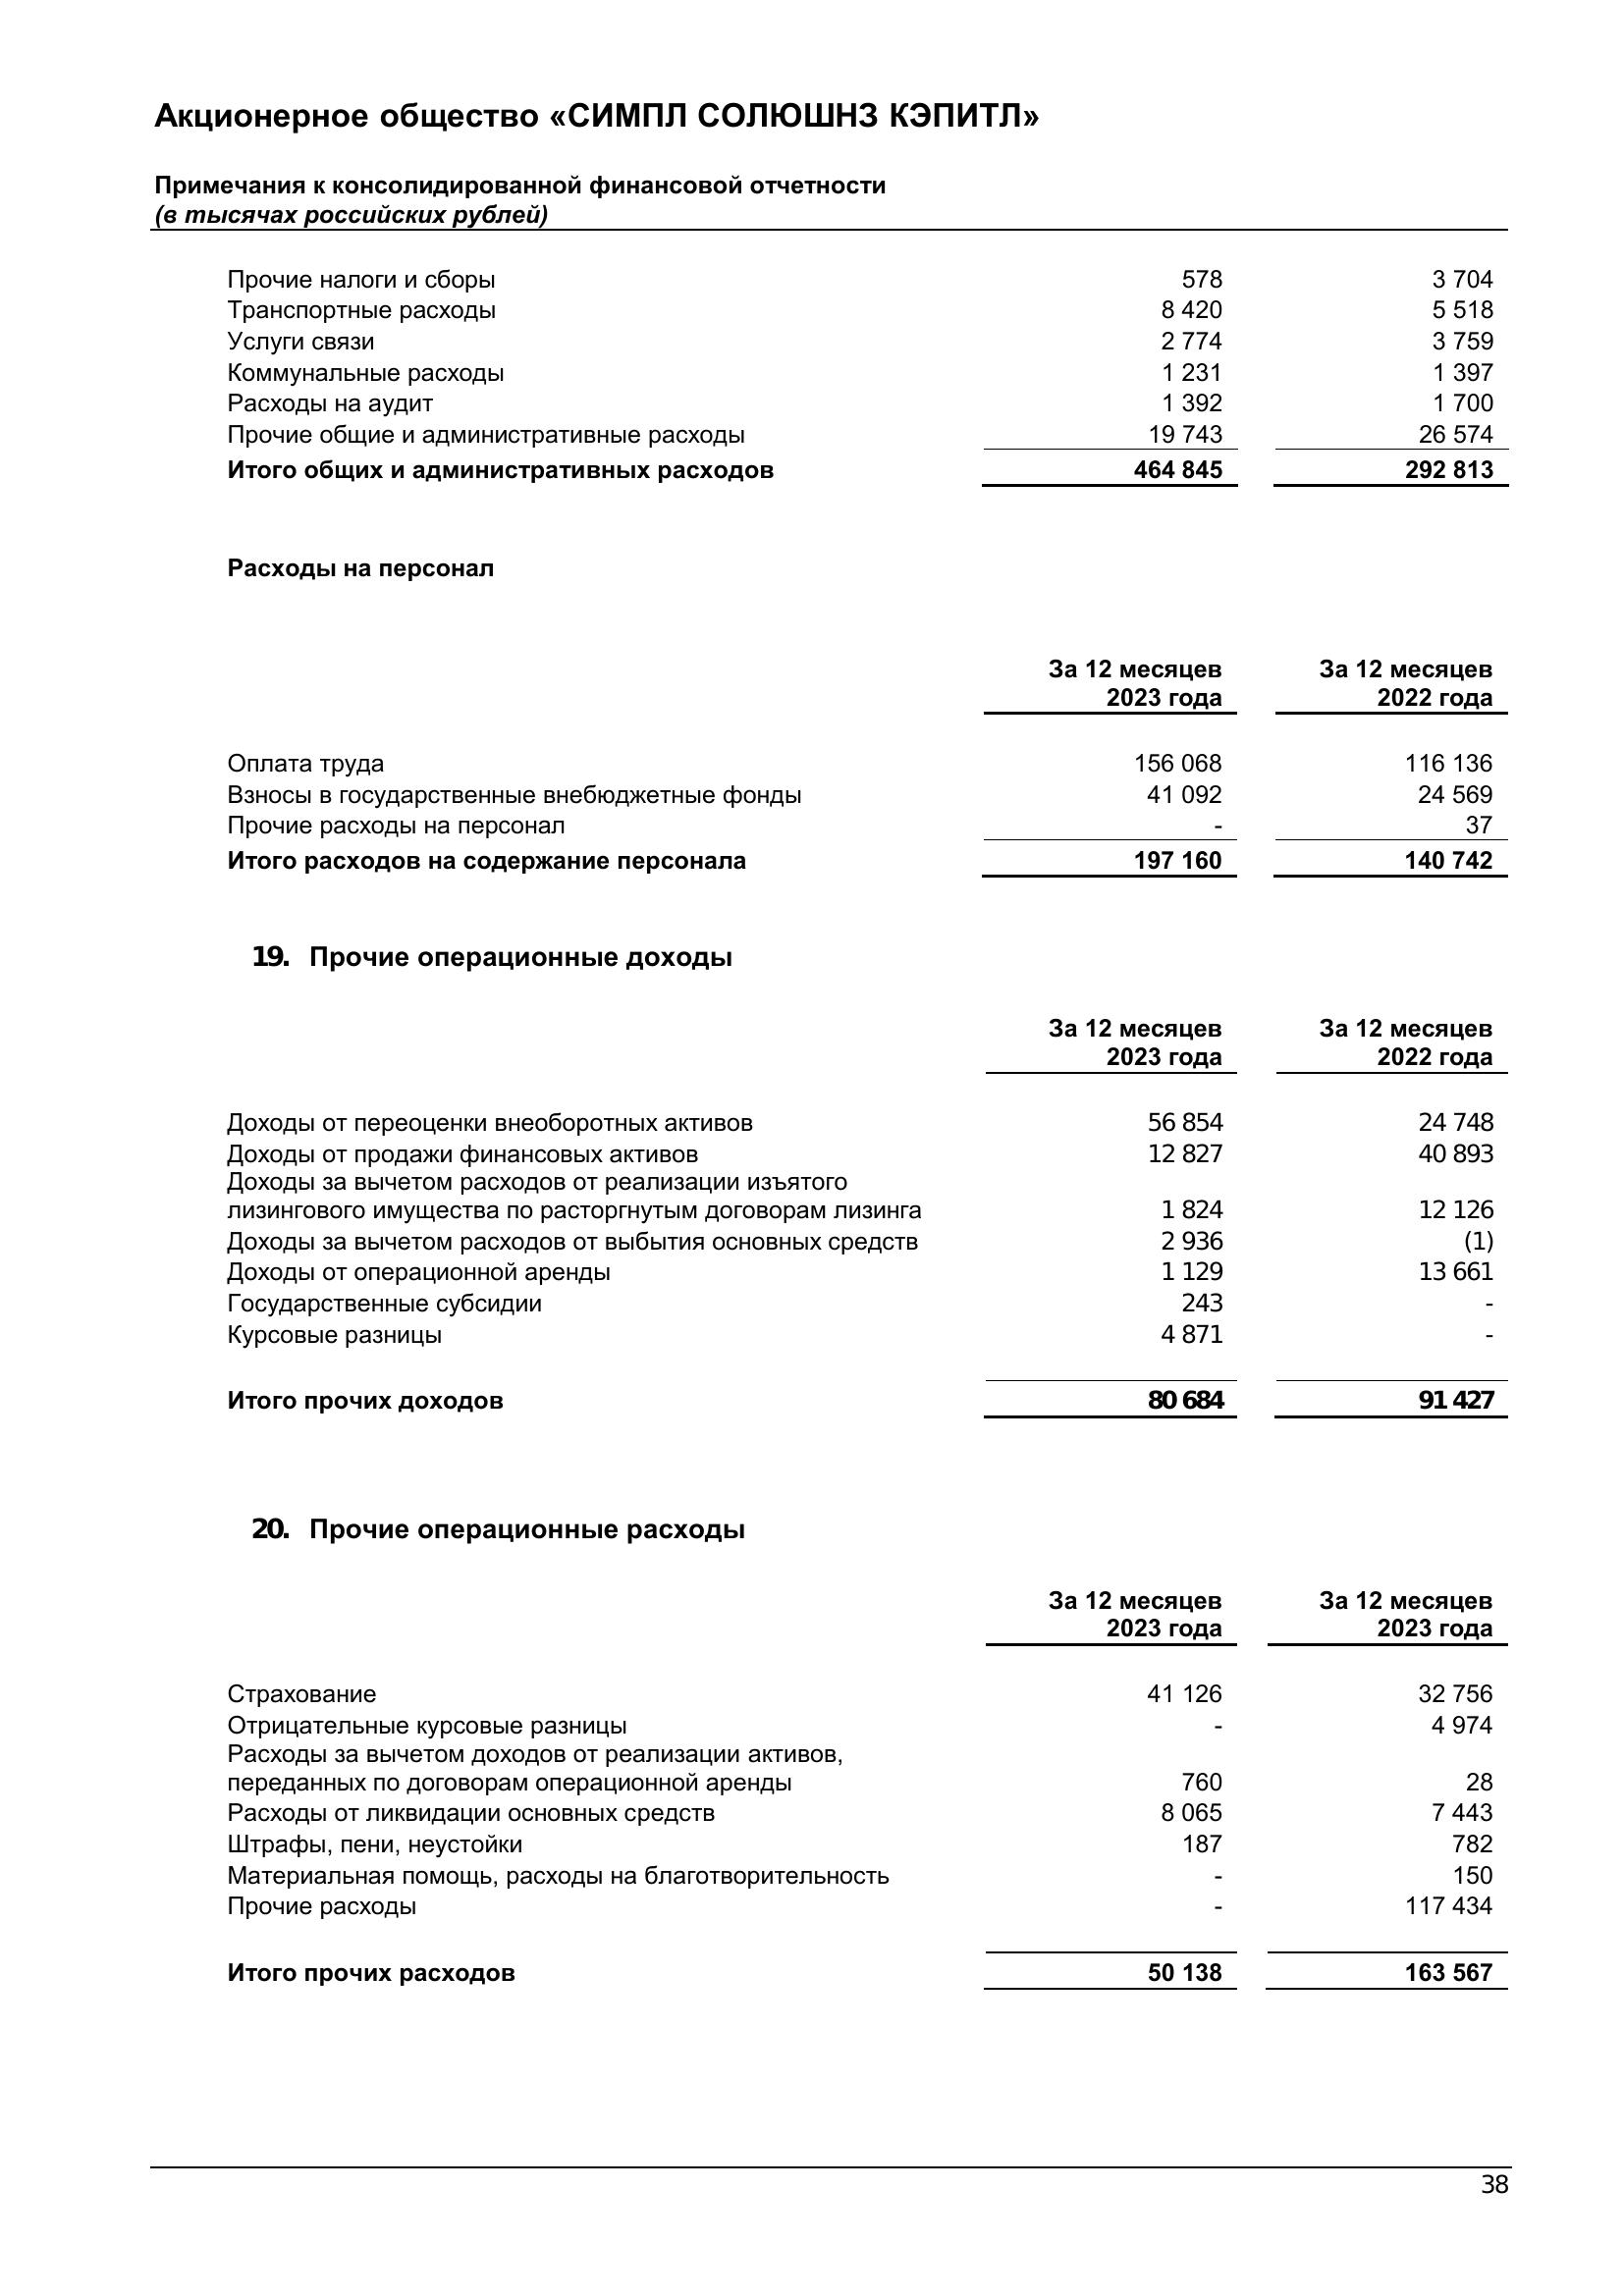 Акционерное общество «СИМПЛ СОЛЮШНЗ КЭПИТЛ»
Примечания к консолидированной финансовой отчетности
(в тысячах российских рублей)
Прочие налоги и сборы 578 3 704
Транспортные расходы 8 420 5 518
Услуги связи 2 774 3 759
Коммунальные расходы 1 231 1 397
Расходы на аудит 1 392 1 700
Прочие общие и административные расходы 19 743 26 574
Итого общих и административных расходов 464 845 292 813
Расходы на персонал
За 12 месяцев За 12 месяцев
2023 года 2022 года
Оплата труда 156 068 116 136
Взносы в государственные внебюджетные фонды 41 092 24 569
Прочие расходы на персонал - 37
Итого расходов на содержание персонала 197 160 140 742
19. Прочие операционные доходы
За 12 месяцев За 12 месяцев
2023 года 2022 года
Доходы от переоценки внеоборотных активов 56 854 24 748
Доходы от продажи финансовых активов 12 827 40 893
Доходы за вычетом расходов от реализации изъятого
лизингового имущества по расторгнутым договорам лизинга 1 824 12 126
Доходы за вычетом расходов от выбытия основных средств 2 936 (1)
Доходы от операционной аренды 1 129 13 661
Государственные субсидии 243 -
Курсовые разницы 4 871 -
Итого прочих доходов 80 684 91 427
20. Прочие операционные расходы
За 12 месяцев За 12 месяцев
2023 года 2023 года
Страхование 41 126 32 756
Отрицательные курсовые разницы - 4 974
Расходы за вычетом доходов от реализации активов,
переданных по договорам операционной аренды 760 28
Расходы от ликвидации основных средств 8 065 7 443
Штрафы, пени, неустойки 187 782
Материальная помощь, расходы на благотворительность - 150
Прочие расходы - 117 434
Итого прочих расходов 50 138 163 567
38